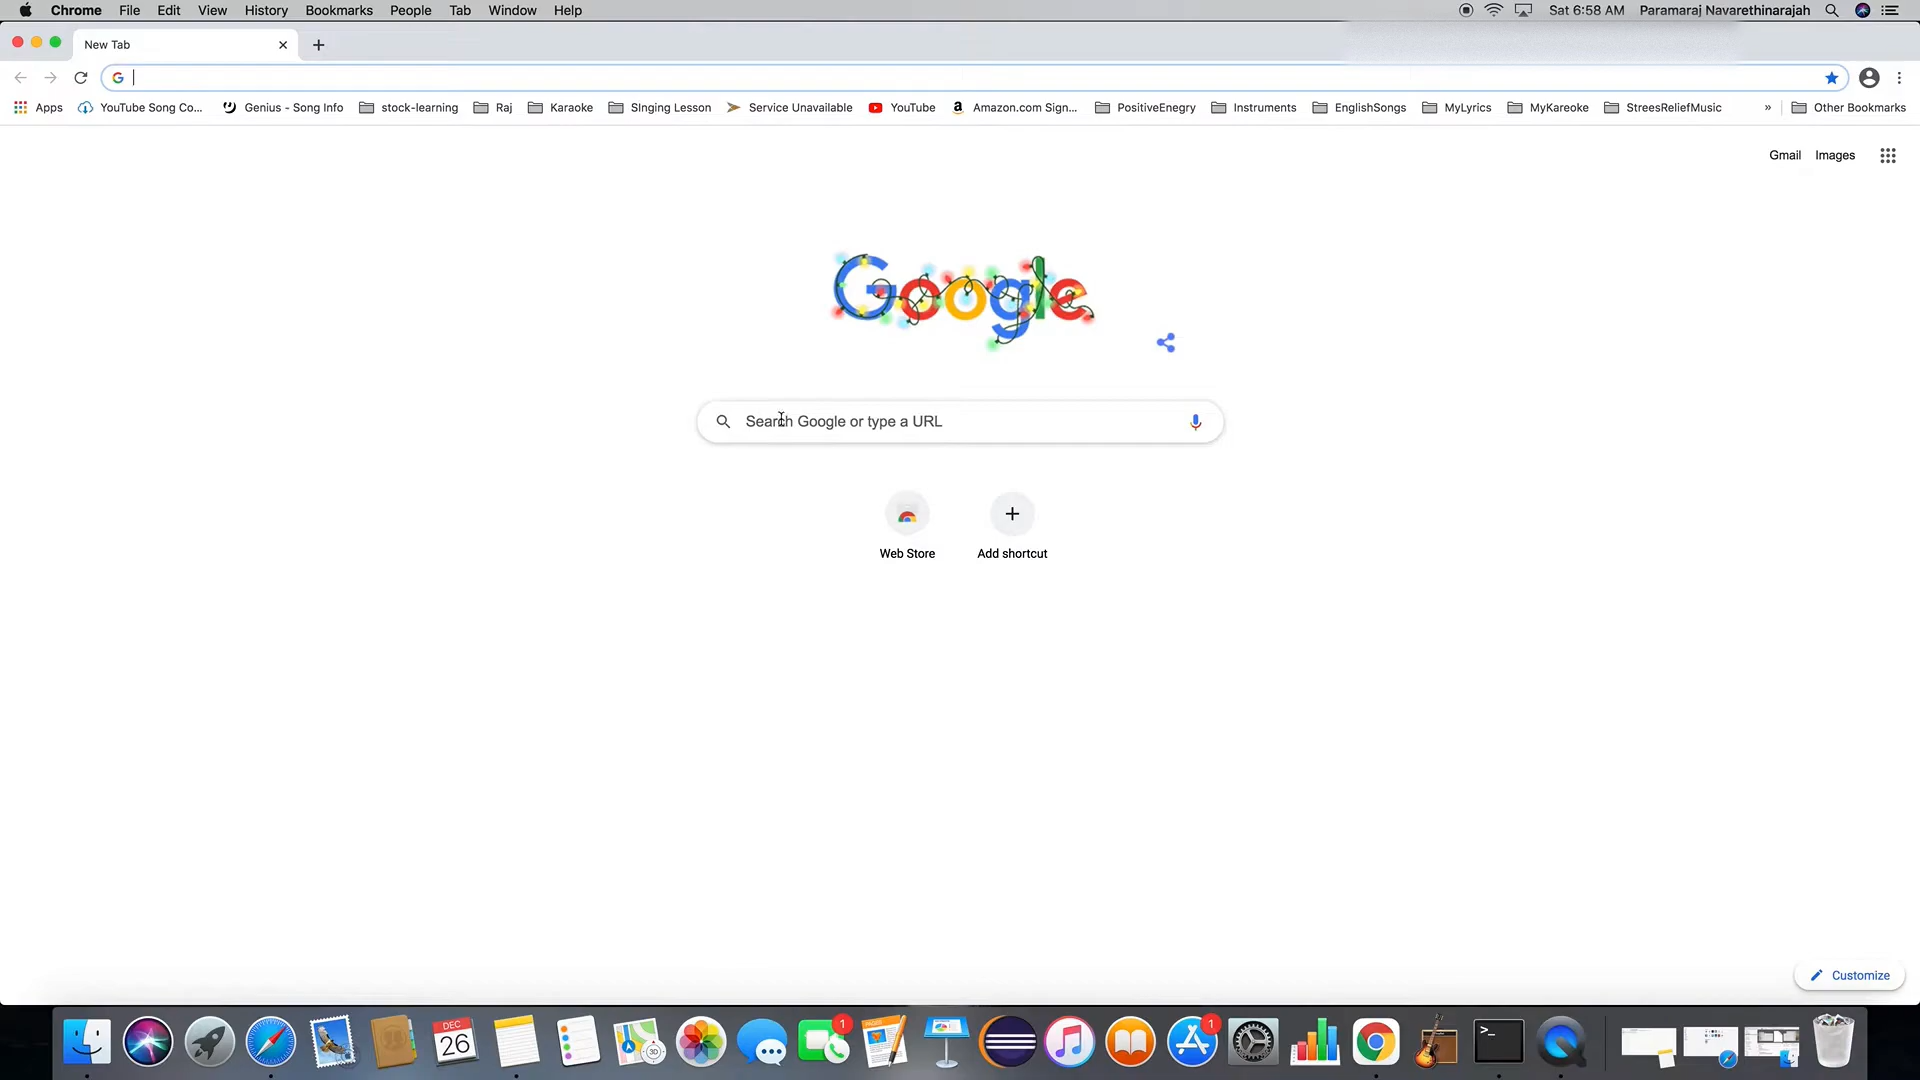 Chrome File Edit View History Bookmarks People Tab Window Help Sat 6:58 AM Paramaraj Navarethinarajah
New Tab
G
Apps YouTube Song Co... Genius - Song Info stock-learning Raj Karaoke SInging Lesson Service Unavailable YouTube Amazon.com Sign... PositiveEnegry Instruments EnglishSongs MyLyrics MyKareoke StreesReliefMusic » Other Bookmarks
Gmail Images
Google
Search Google or type a URL
Web Store Add shortcut
Customize
DEC
26
3D
1
1
>_